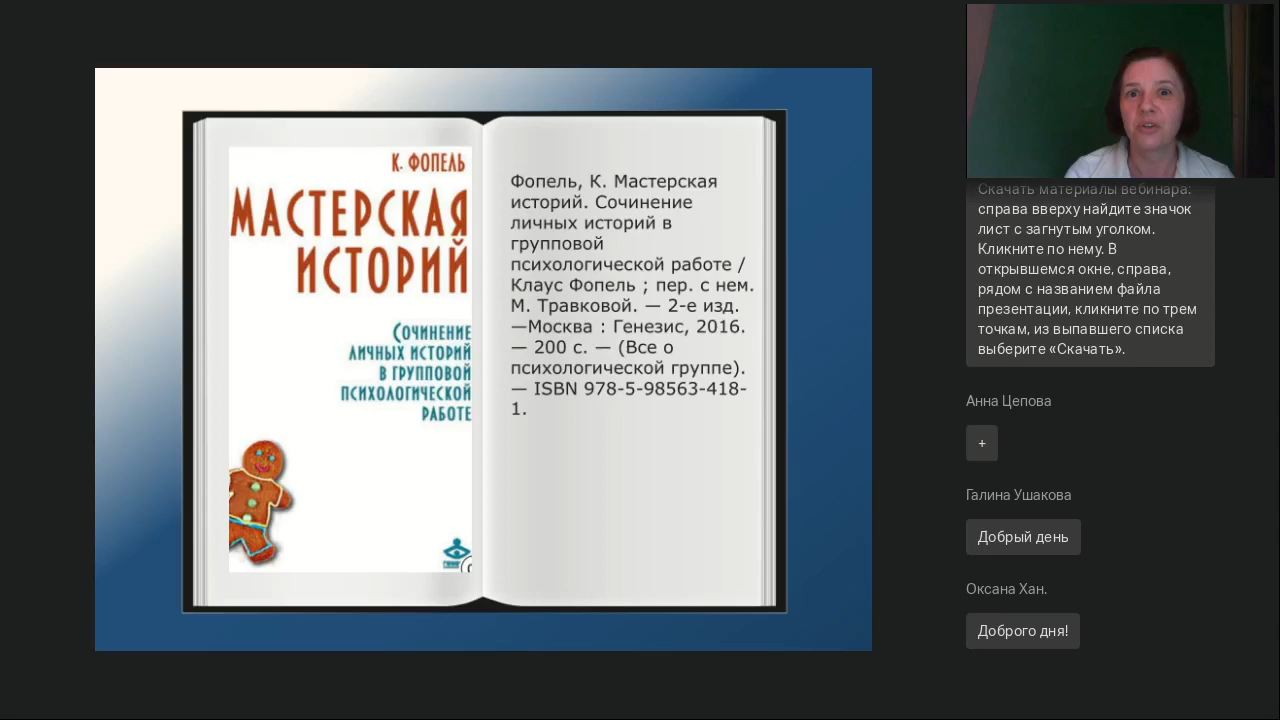 К. ФОПЕЛЬ
МАСТЕРСКАЯ
ИСТОРИЙ
СОЧИНЕНИЕ
ЛИЧНЫХ ИСТОРИЙ
В ГРУППОВОЙ
ПСИХОЛОГИЧЕСКОЙ
РАБОТЕ
Фопель, К. Мастерская
историй. Сочинение
личных историй в
групповой
психологической работе /
Клаус Фопель ; пер. с нем.
М. Травковой. — 2-е изд.
—Москва : Генезис, 2016.
— 200 с. — (Все о
психологической группе).
— ISBN 978-5-98563-418-
1.
Скачать материалы вебинара:
справа вверху найдите значок
лист с загнутым уголком.
Кликните по нему. В
открывшемся окне, справа,
рядом с названием файла
презентации, кликните по трем
точкам, из выпавшего списка
выберите «Скачать».
Анна Цепова
+
Галина Ушакова
Добрый день
Оксана Хан.
Доброго дня!